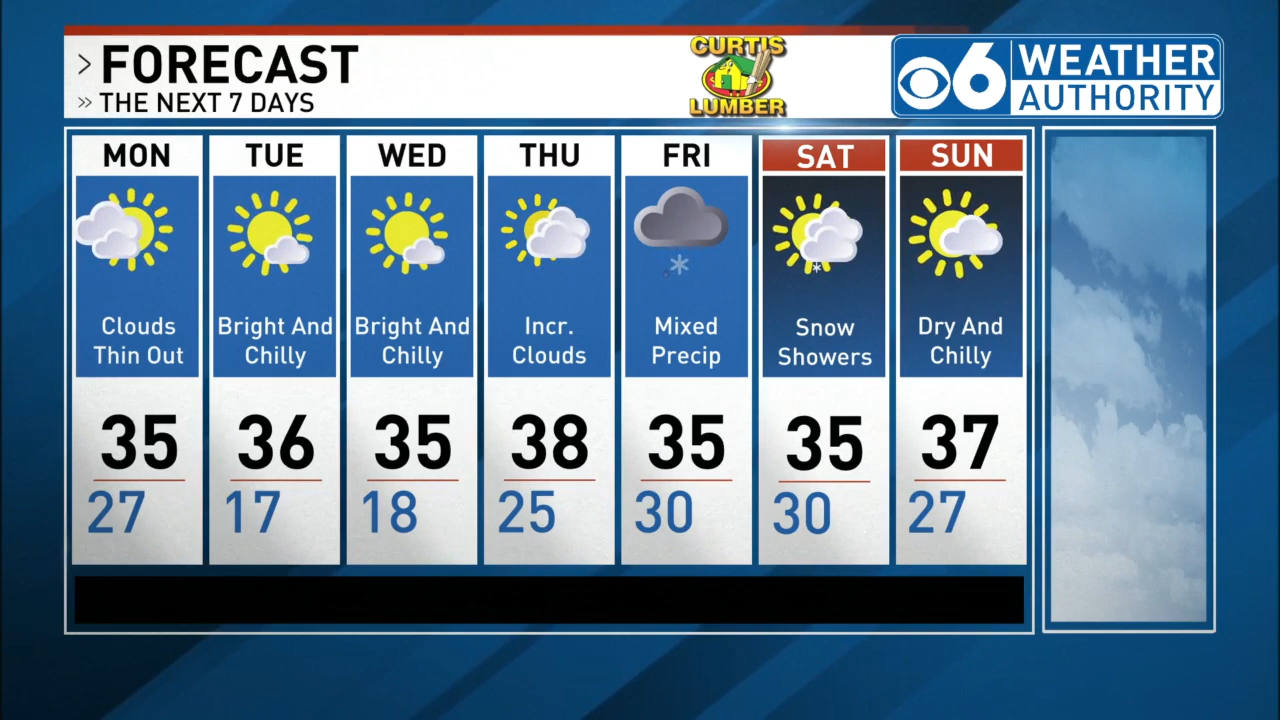 > FORECAST
» THE NEXT 7 DAYS
CURTIS
LUMBER
6 WEATHER
AUTHORITY
MON TUE WED THU FRI SAT SUN
Clouds
Thin Out
Bright And
Chilly
Bright And
Chilly
Incr.
Clouds
Mixed
Precip
Snow
Showers
Dry And
Chilly
35 36 35 38 35 35 37
27 17 18 25 30 30 27